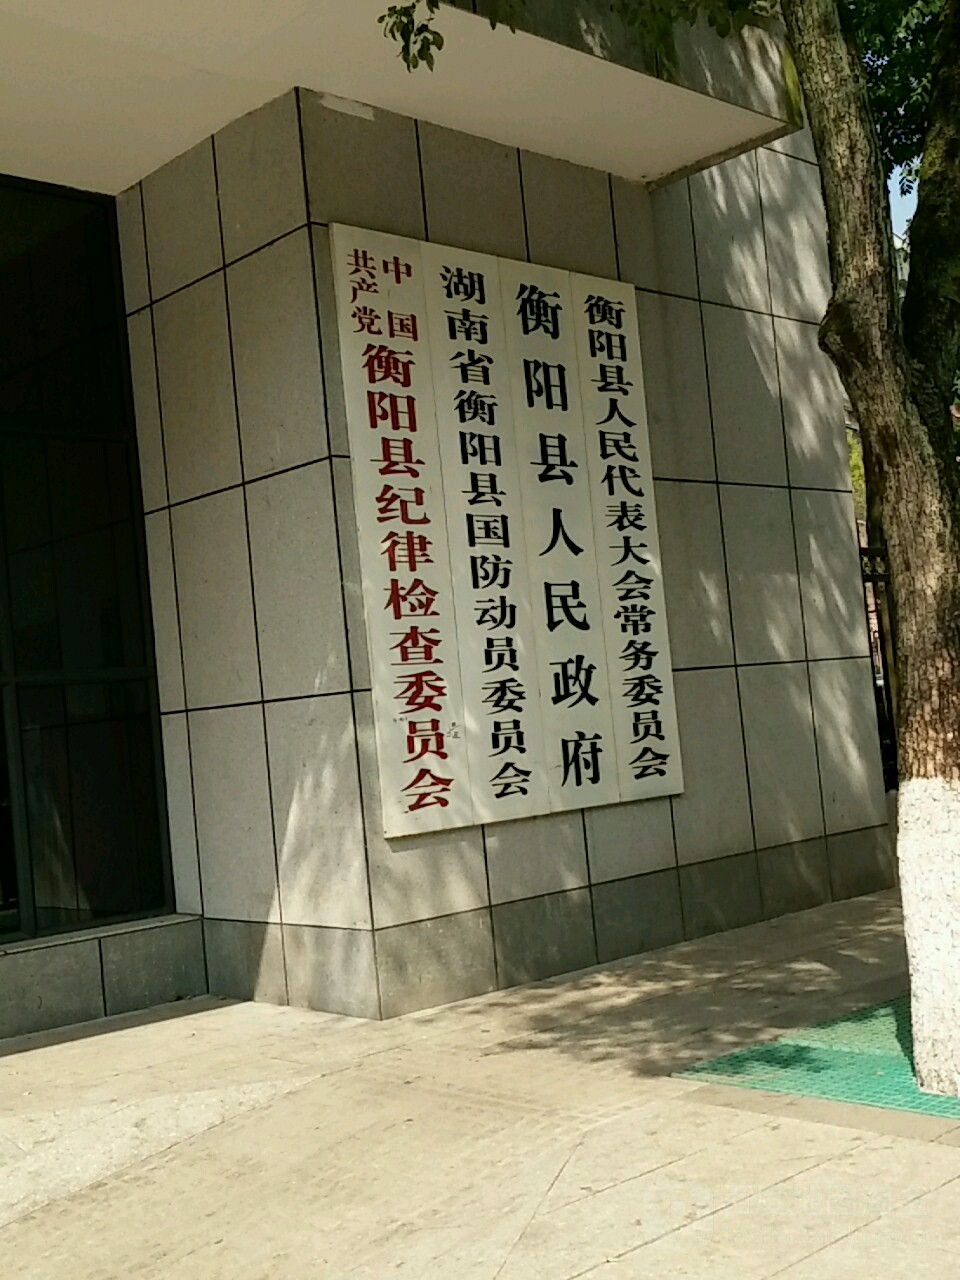 衡阳县人民代表大会常务委员会
衡阳县人民政府
湖南省衡阳县国防动员委员会
中国共产党衡阳县纪律检查委员会